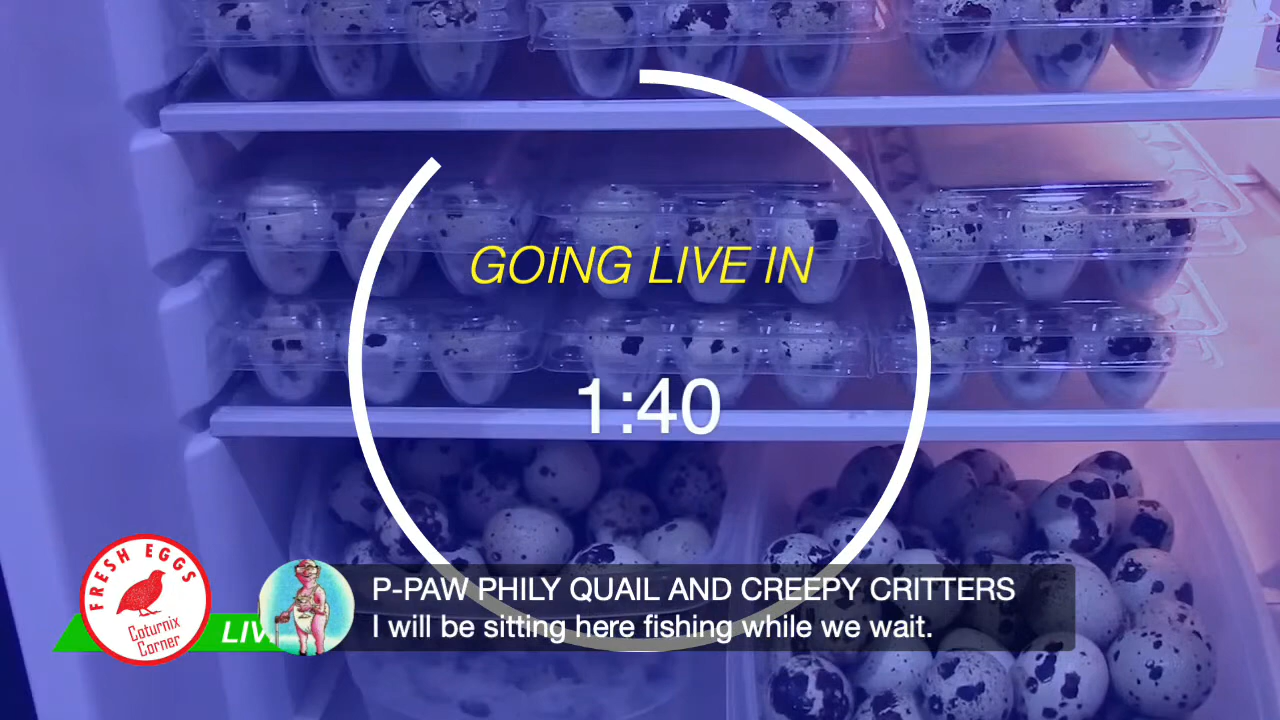 GOING LIVE IN
1:40
FRESH EGGS
Coturnix
Corner
LIV
P-PAW PHILY QUAIL AND CREEPY CRITTERS
I will be sitting here fishing while we wait.